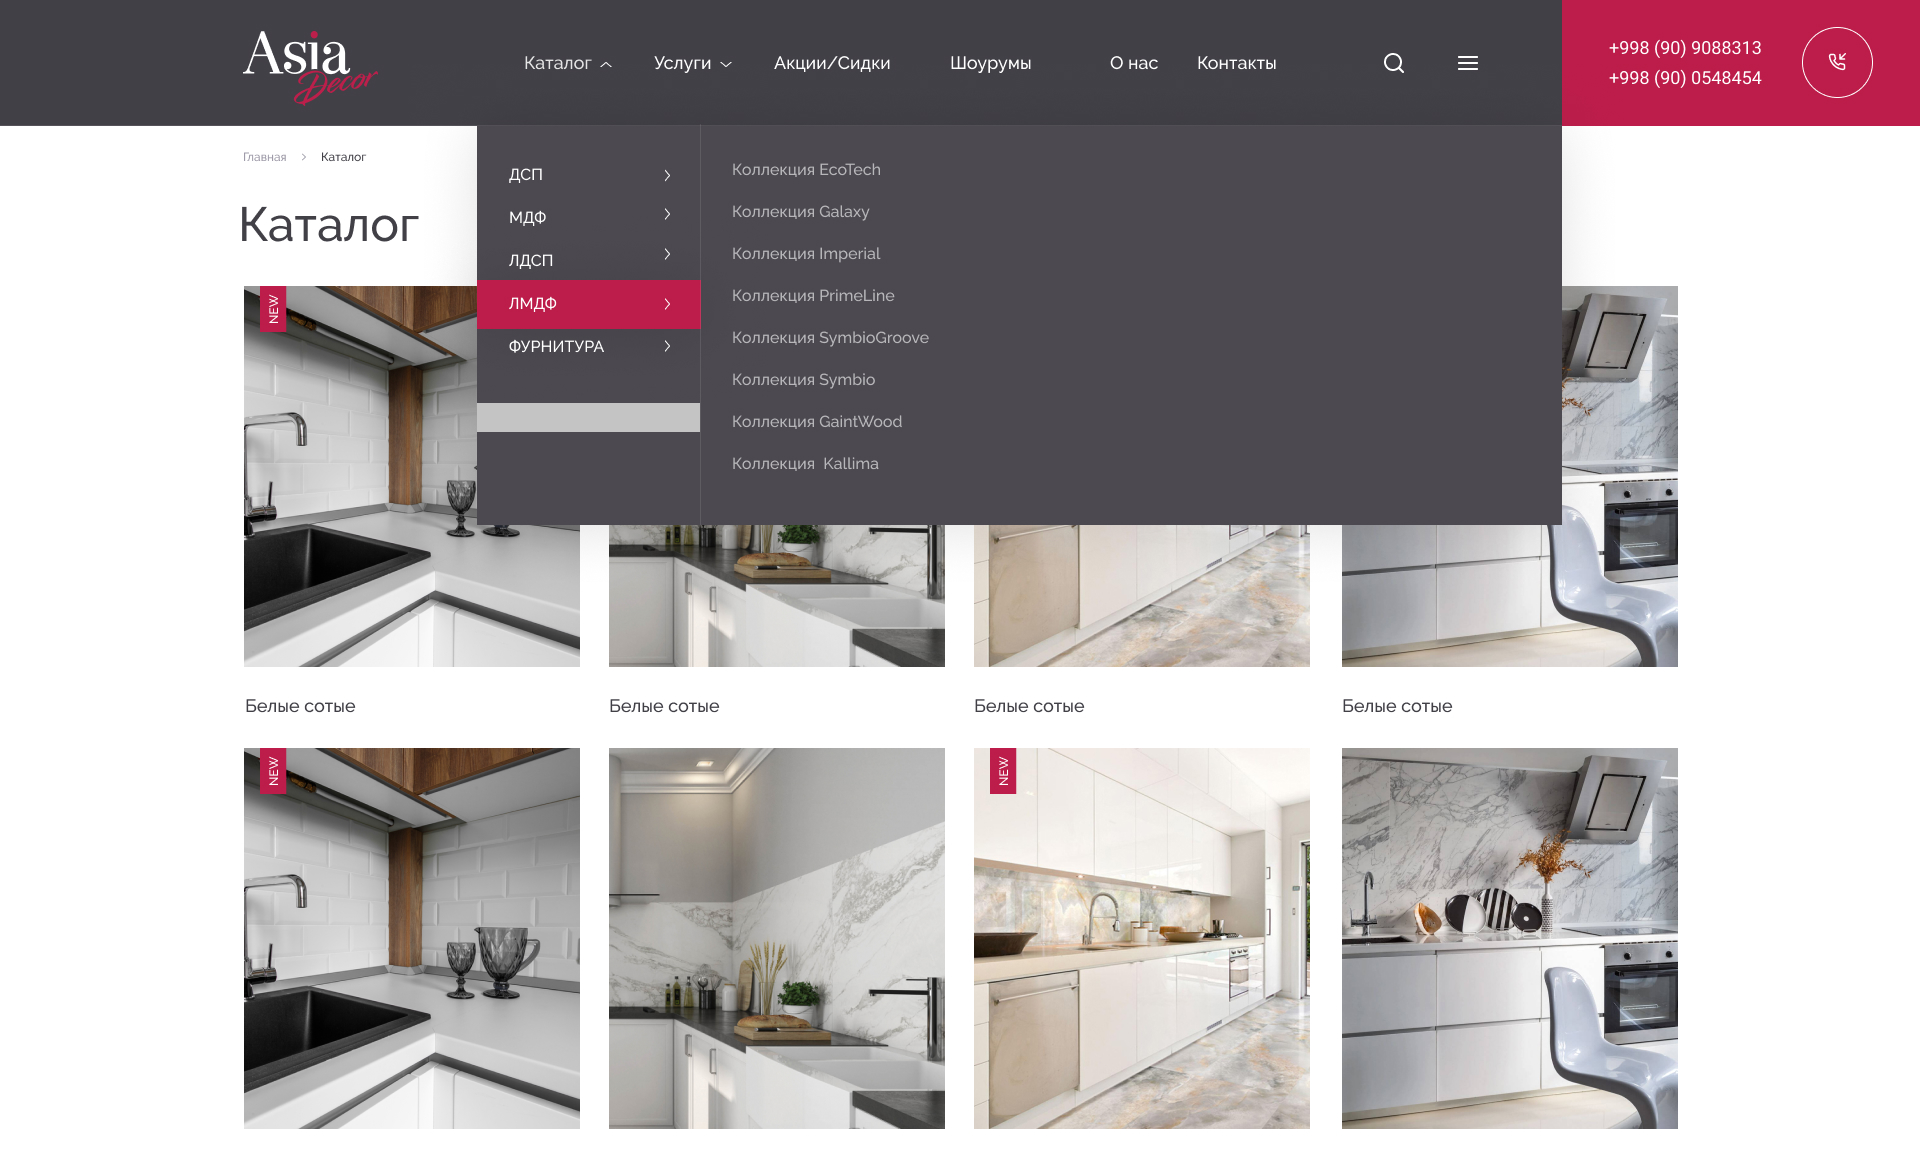 Asia
Decor
Каталог
Услуги
Акции/Сидки
Шоурумы
О нас
Контакты
+998 (90) 9088313
+998 (90) 0548454
Главная
Каталог
Каталог
ДСП
МДФ
ЛДСП
ЛМДФ
ФУРНИТУРА
Коллекция EcoTech
Коллекция Galaxy
Коллекция Imperial
Коллекция PrimeLine
Коллекция SymbioGroove
Коллекция Symbio
Коллекция GaintWood
Коллекция  Kallima
NEW
Белые сотые
Белые сотые
Белые сотые
Белые сотые
NEW
NEW